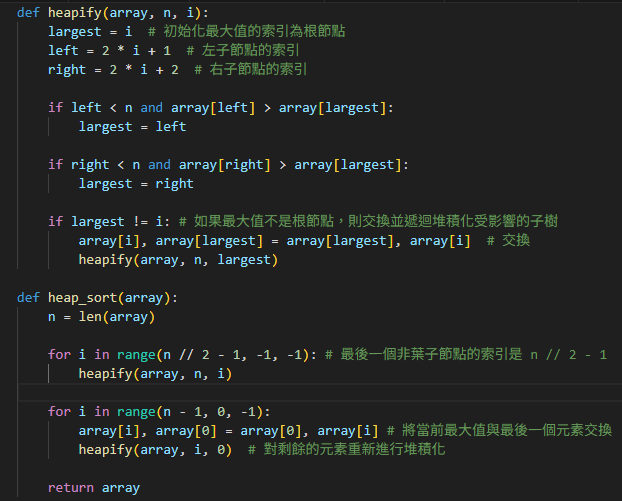 def heapify(array, n, i):
    largest = i  # 初始化最大值的索引為根節點
    left = 2 * i + 1  # 左子節點的索引
    right = 2 * i + 2  # 右子節點的索引

    if left < n and array[left] > array[largest]:
        largest = left

    if right < n and array[right] > array[largest]:
        largest = right

    if largest != i: # 如果最大值不是根節點，則交換並遞迴堆積化受影響的子樹
        array[i], array[largest] = array[largest], array[i]  # 交換
        heapify(array, n, largest)

def heap_sort(array):
    n = len(array)

    for i in range(n // 2 - 1, -1, -1): # 最後一個非葉子節點的索引是 n // 2 - 1
        heapify(array, n, i)

    for i in range(n - 1, 0, -1):
        array[i], array[0] = array[0], array[i] # 將當前最大值與最後一個元素交換
        heapify(array, i, 0)  # 對剩餘的元素重新進行堆積化

    return array